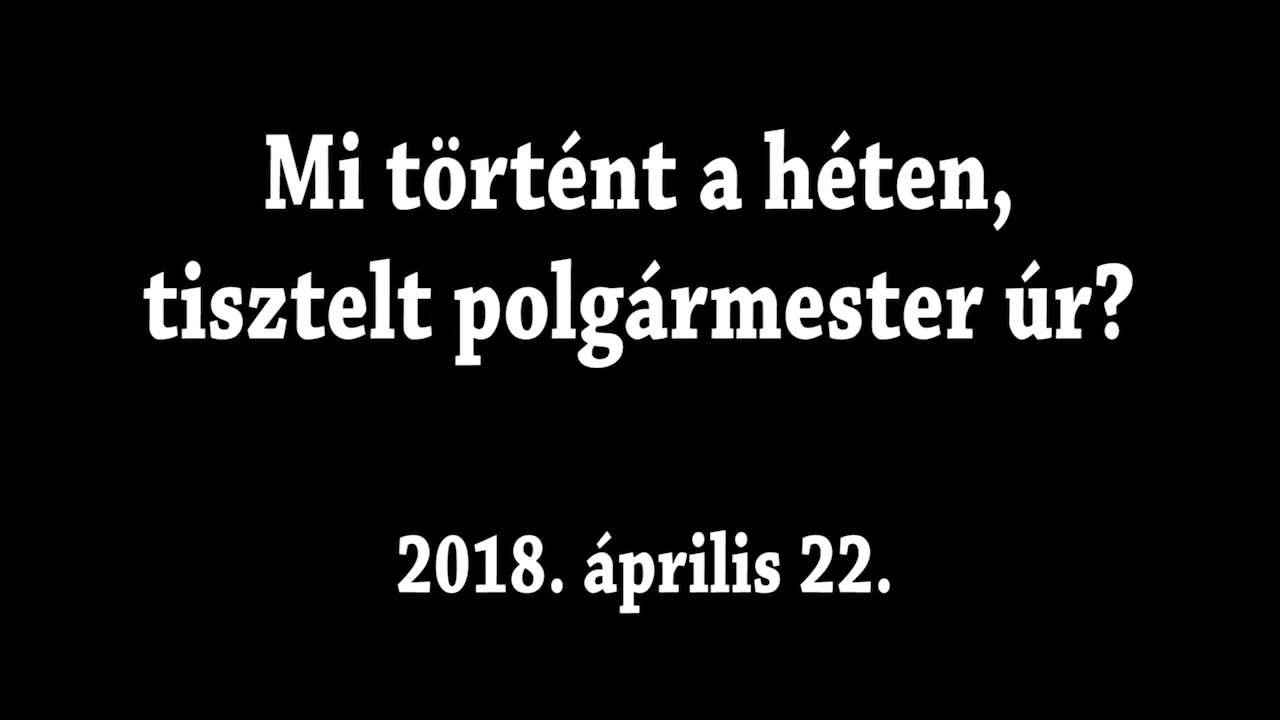 Mi történt a héten,
tisztelt polgármester úr?
2018. április 22.